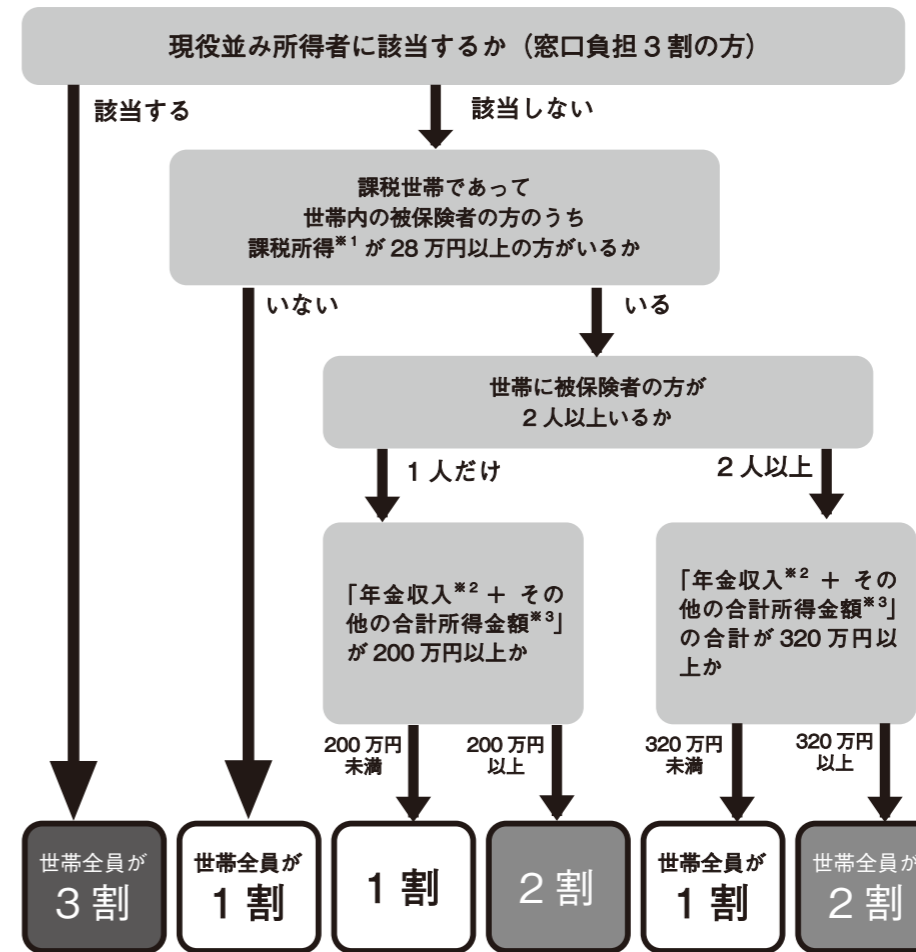 現役並み所得者に該当するか（窓口負担3割の方）
該当する
該当しない
課税世帯であって
世帯内の被保険者の方のうち
課税所得※1が28万円以上の方がいるか
いない
いる
世帯に被保険者の方が
2人以上いるか
1人だけ
2人以上
「年金収入※2＋その
他の合計所得金額※3」
が200万円以上か
「年金収入※2＋その
他の合計所得金額※3」
の合計が320万円以
上か
200万円
未満
200万円
以上
320万円
未満
320万円
以上
世帯全員が
3割
世帯全員が
1割
1割
2割
世帯全員が
1割
世帯全員が
2割